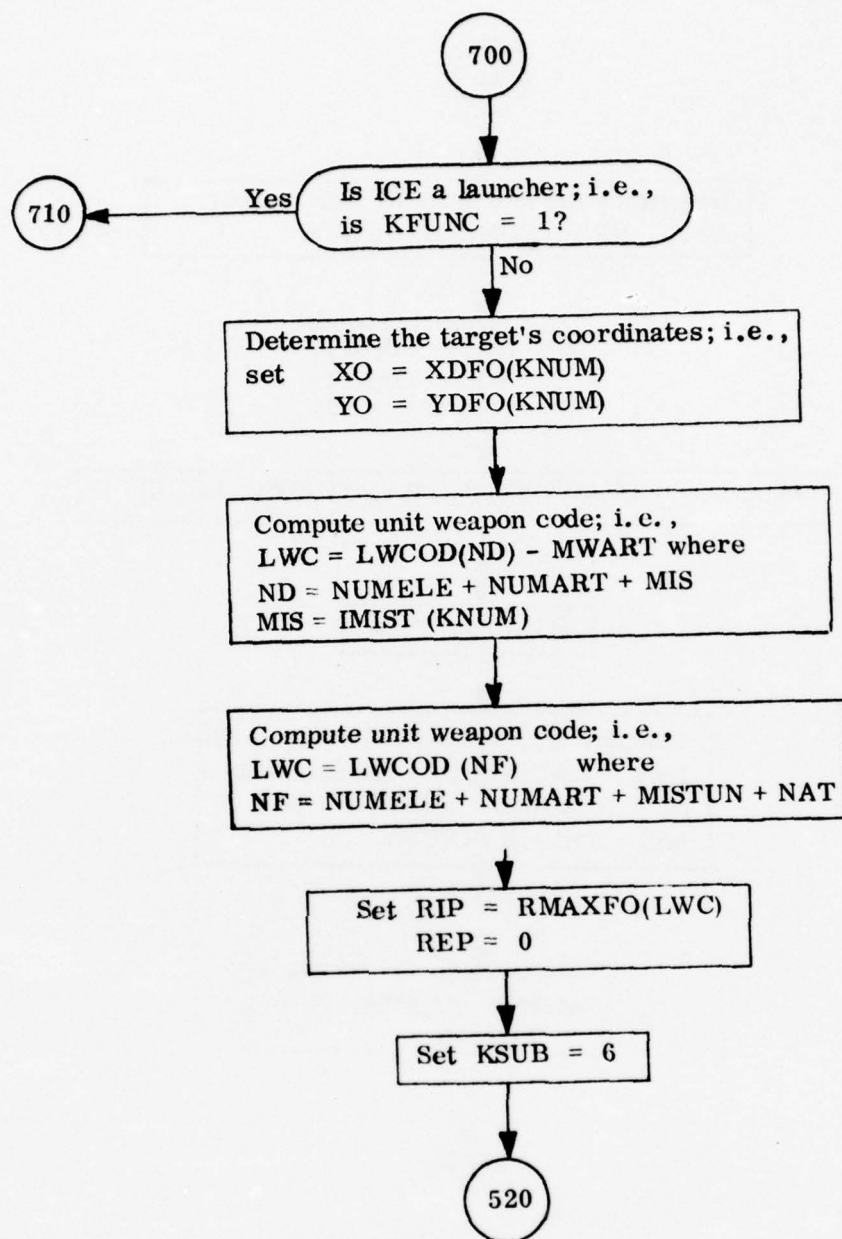 700
Is ICE a launcher; i.e.,
is KFUNC = 1?
Yes
710
No
Determine the target's coordinates; i.e.,
set XO = XDFO(KNUM)
YO = YDFO(KNUM)
Compute unit weapon code; i.e.,
LWC = LWCOD(ND) - MWART where
ND = NUMELE + NUMART + MIS
MIS = IMIST (KNUM)
Compute unit weapon code; i.e.,
LWC = LWCOD (NF) where
NF = NUMELE + NUMART + MISTUN + NAT
Set RIP = RMAXFO(LWC)
REP = 0
Set KSUB = 6
520